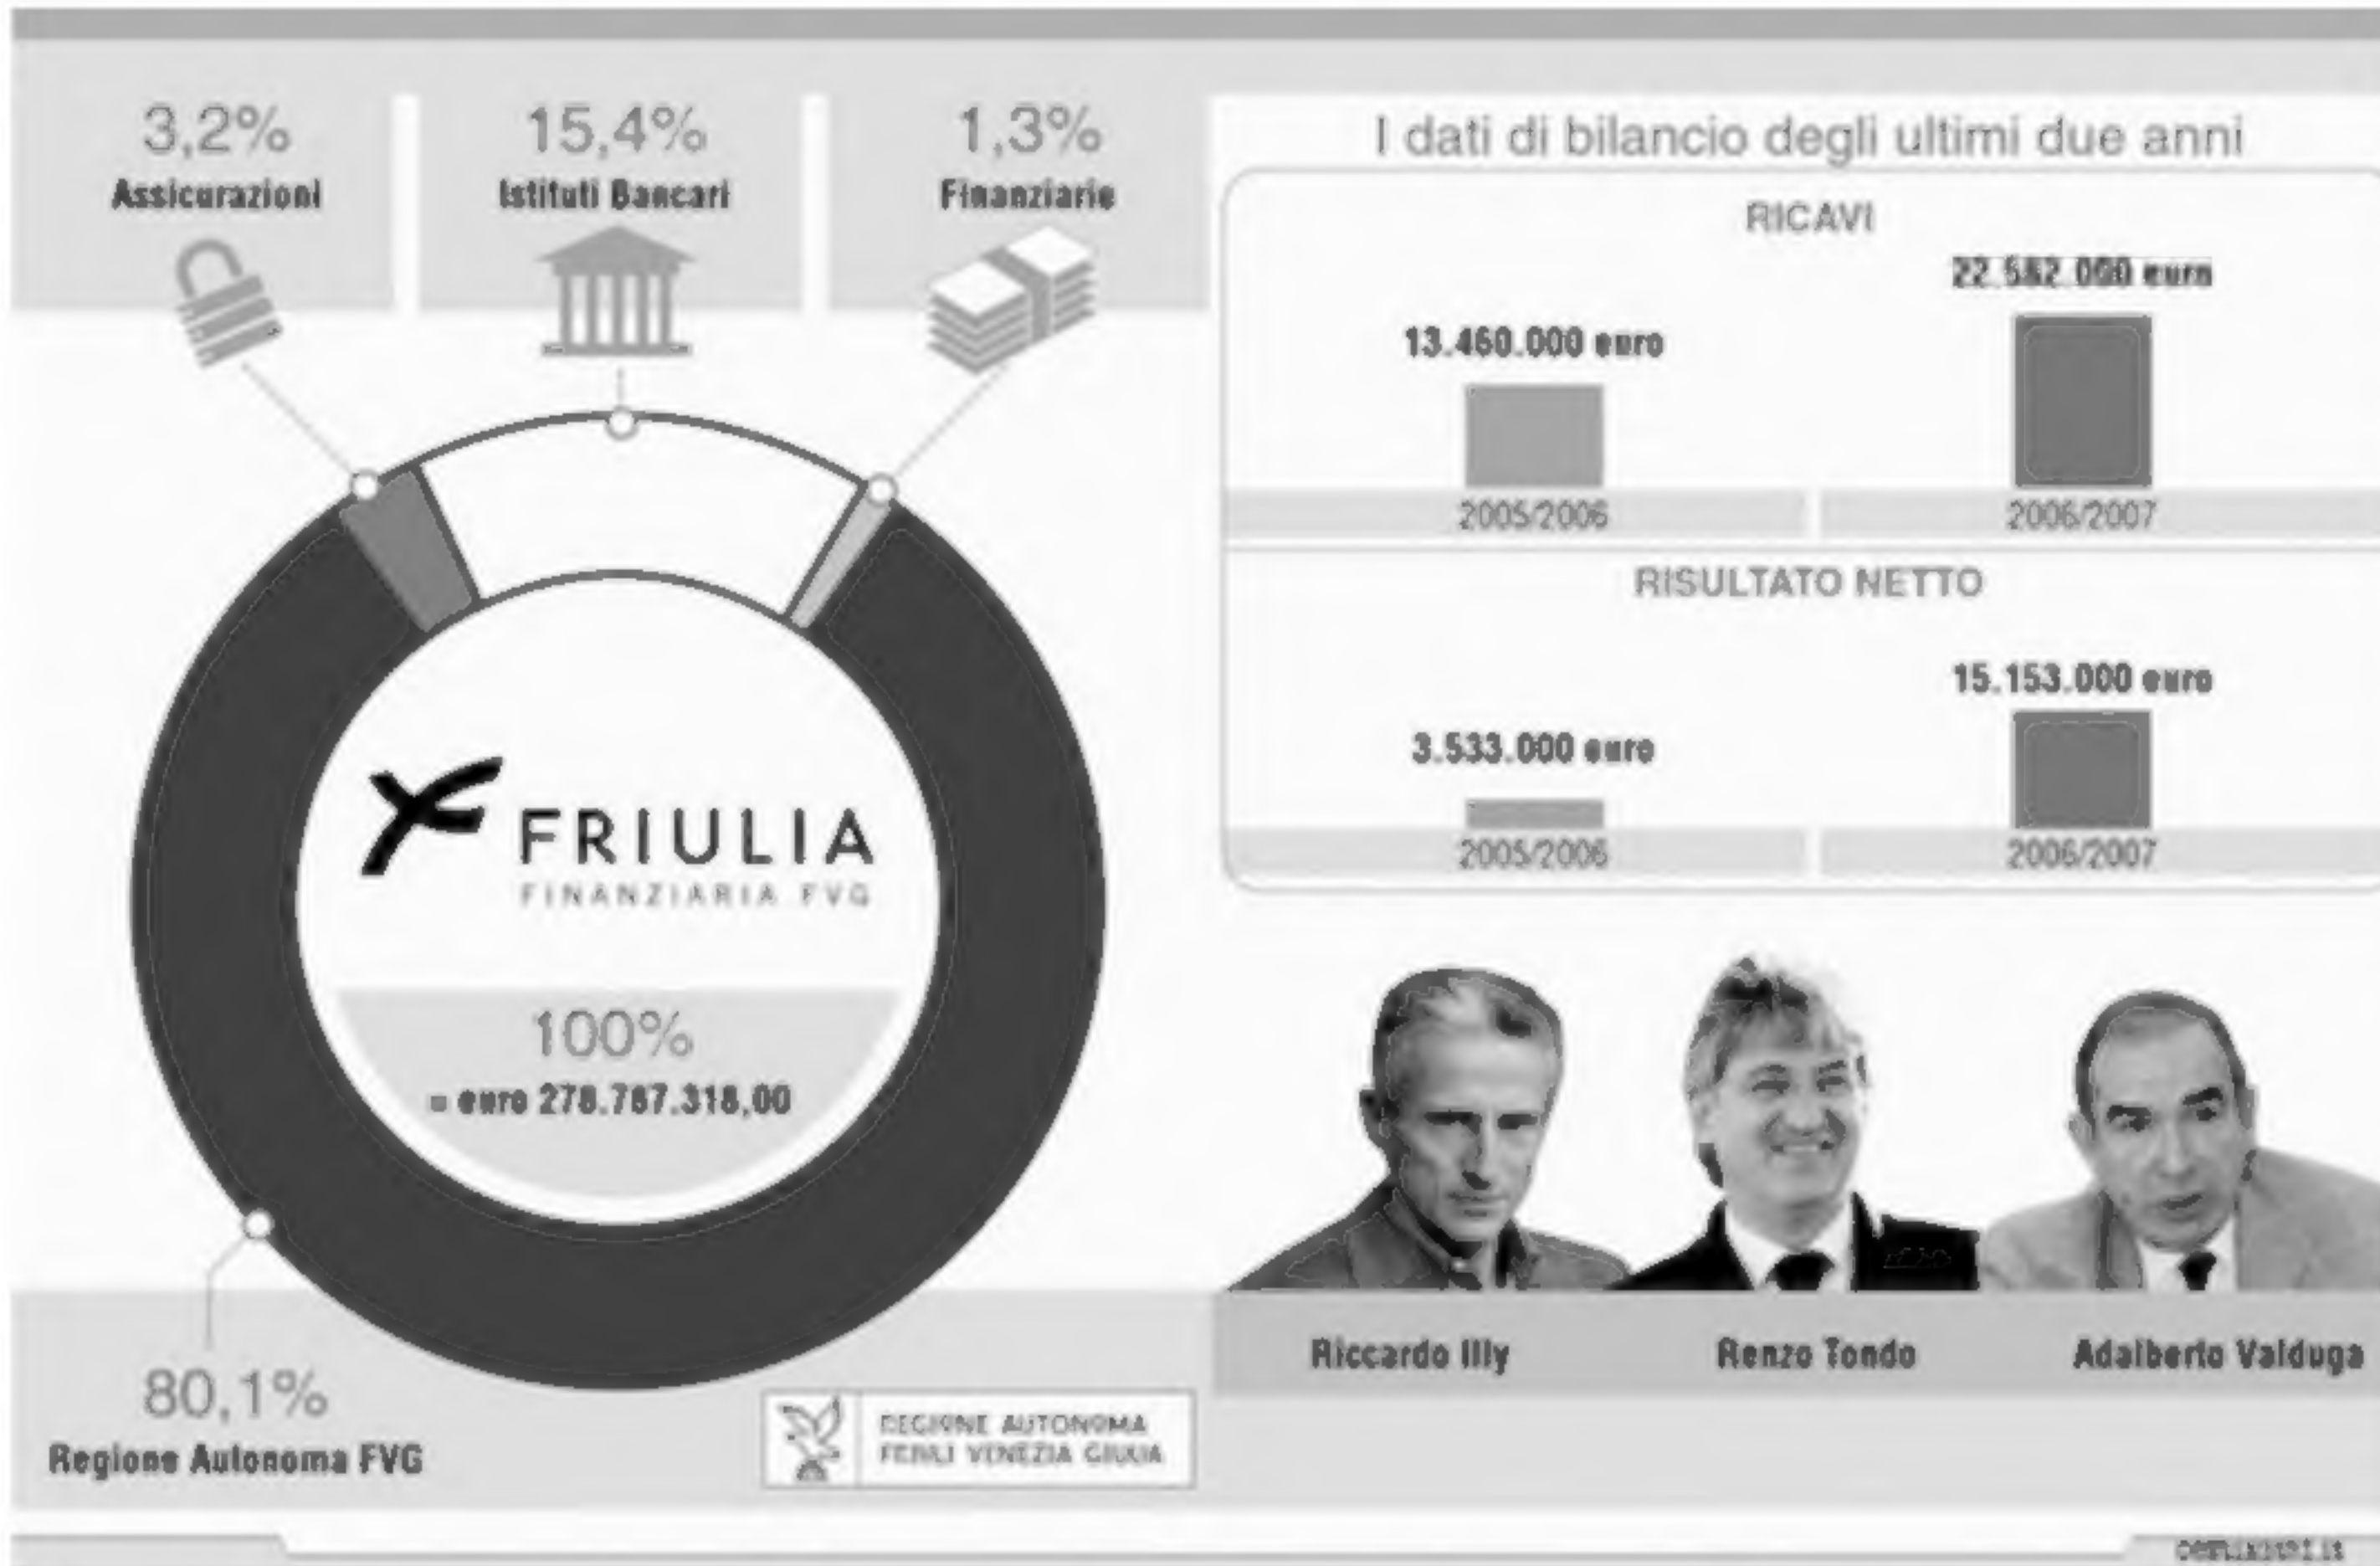 3,2%
Assicurazioni
15,4%
Istituti Bancari
1,3%
Finanziarie
I dati di bilancio degli ultimi due anni
RICAVI
13.460.000 euro
22.582.000 euro
2005/2006
2006/2007
RISULTATO NETTO
3.533.000 euro
15.153.000 euro
2005/2006
2006/2007
FRIULIA
FINANZIARIA FVG
100%
= euro 278.787.318,00
80,1%
Regione Autonoma FVG
REGIONE AUTONOMA
FRIULI VENEZIA GIULIA
Riccardo Illy
Renzo Tondo
Adalberto Valduga